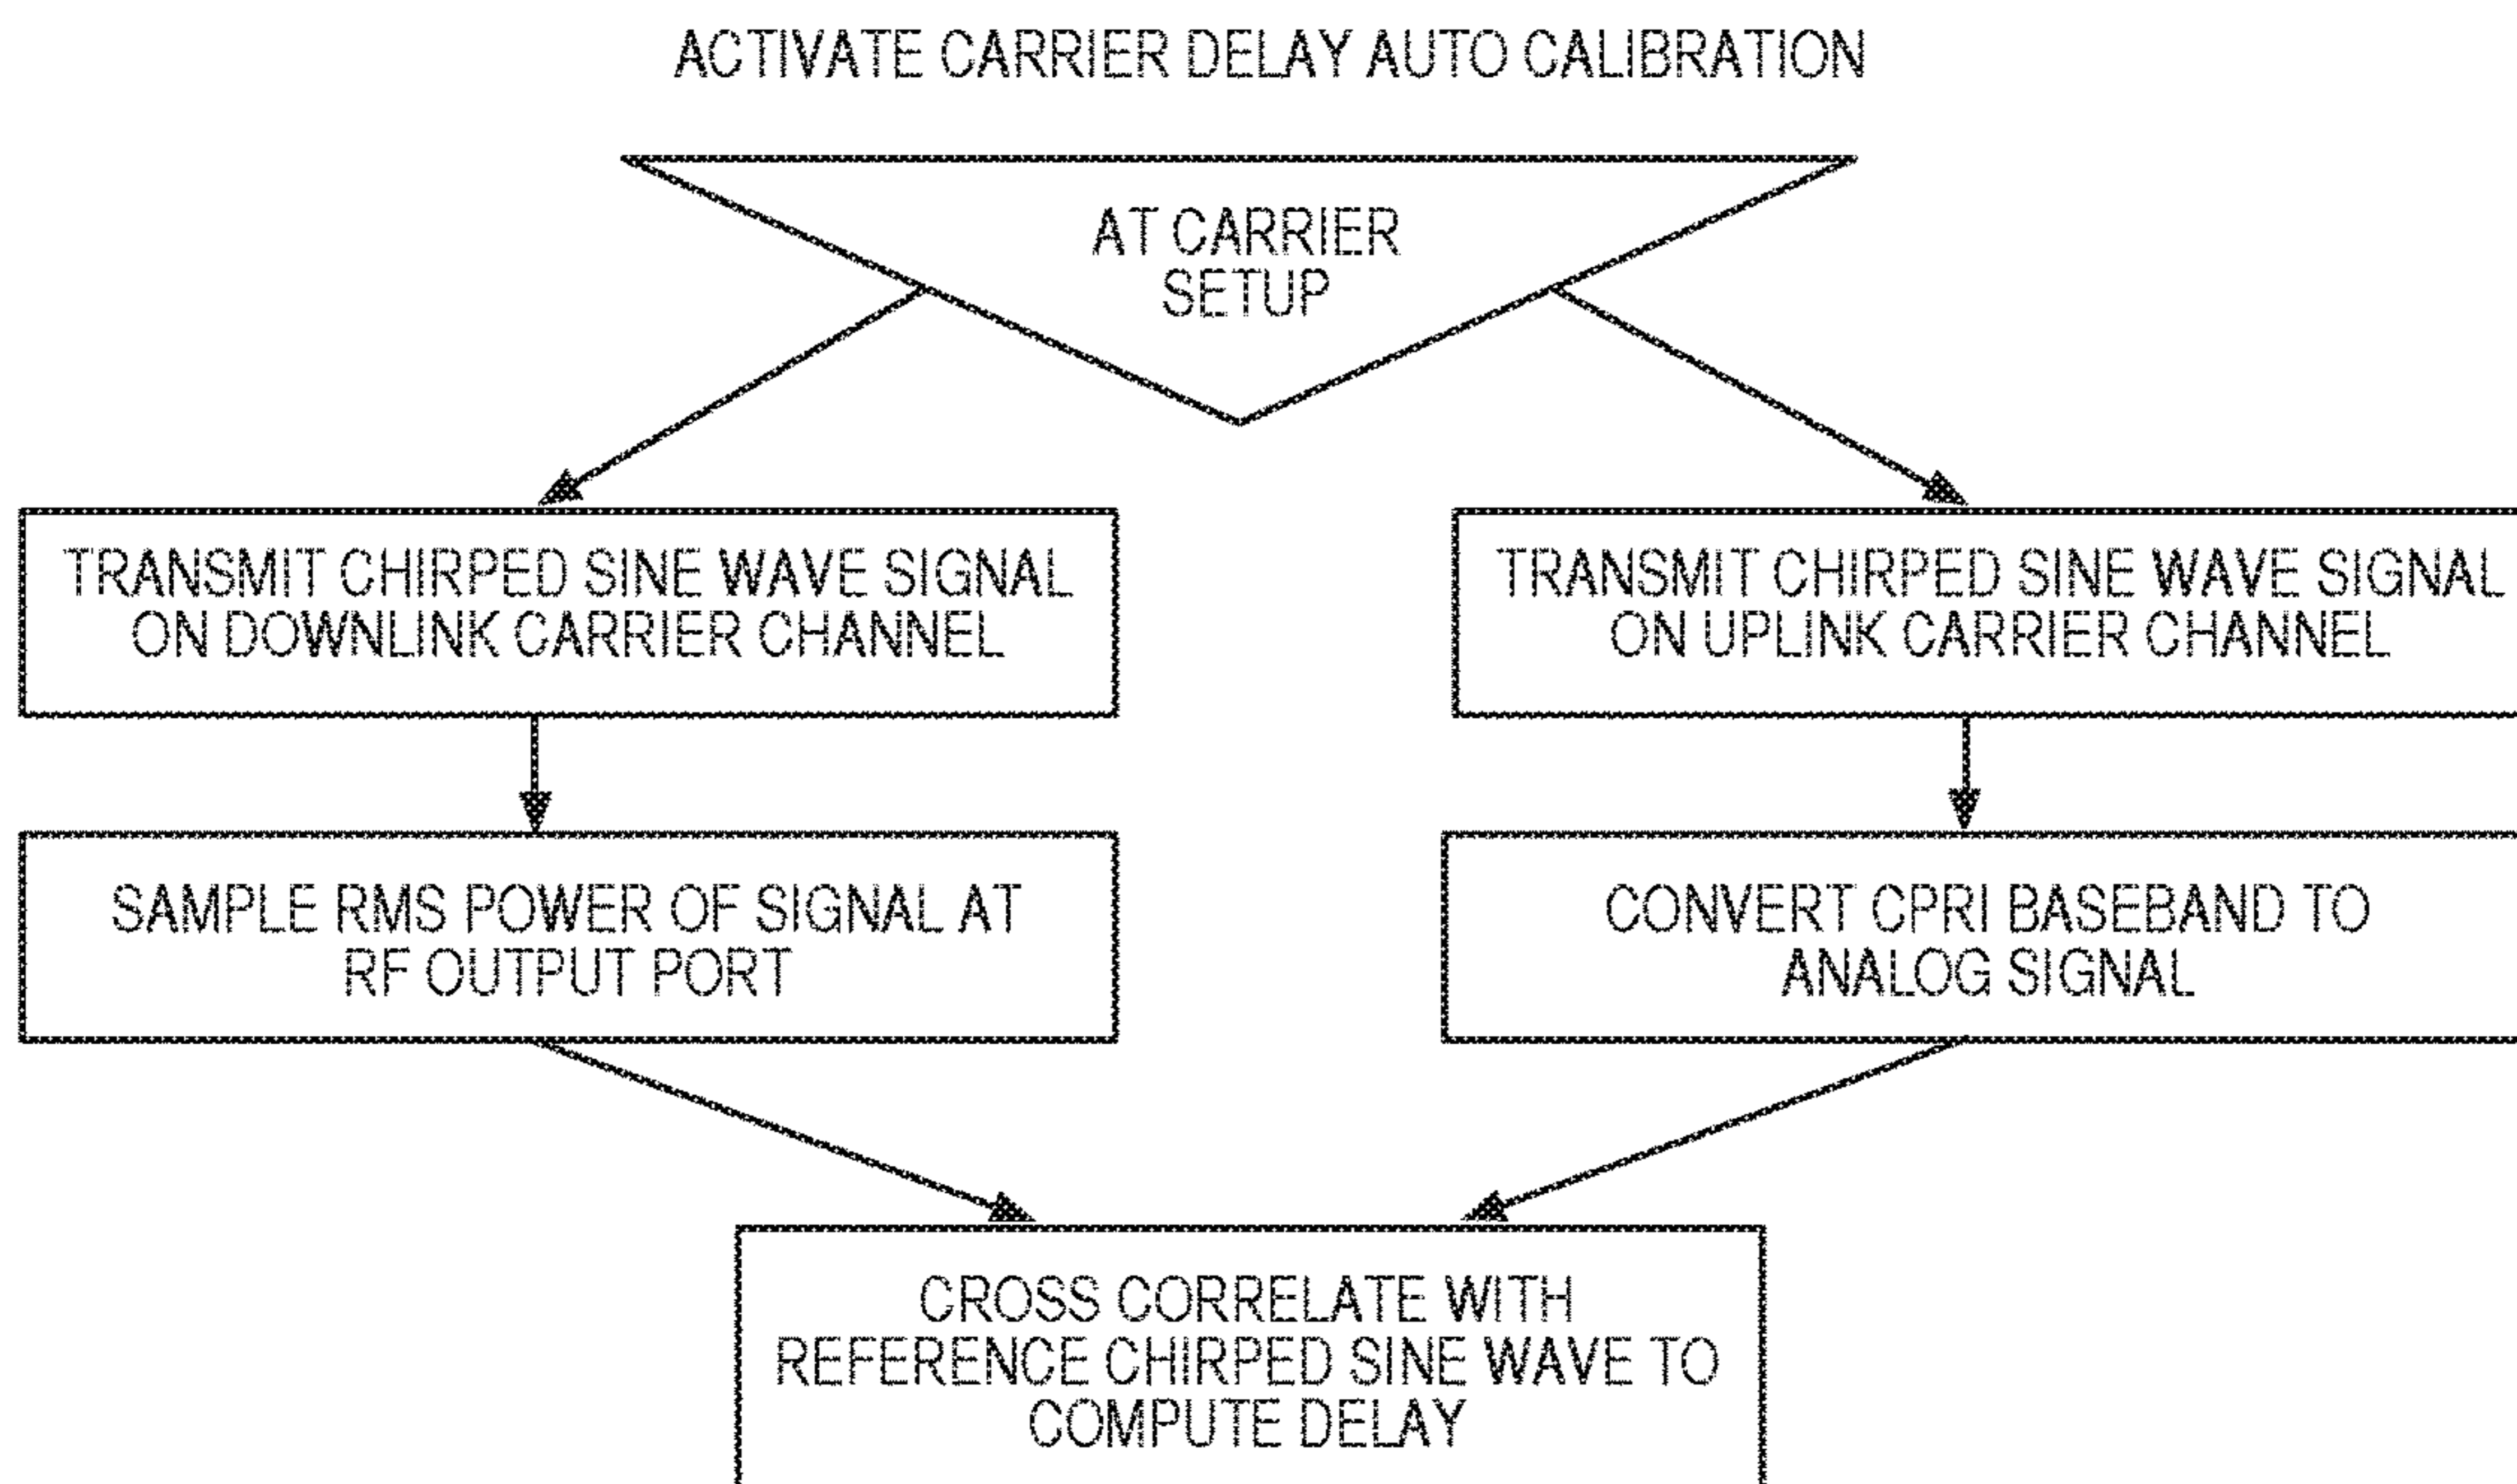 ACTIVATE CARRIER DELAY AUTO CALIBRATION
AT CARRIER
SETUP
TRANSMIT CHIRPED SINE WAVE SIGNAL
ON DOWNLINK CARRIER CHANNEL
TRANSMIT CHIRPED SINE WAVE SIGNAL
ON UPLINK CARRIER CHANNEL
SAMPLE RMS POWER OF SIGNAL AT
RF OUTPUT PORT
CONVERT CPRI BASEBAND TO
ANALOG SIGNAL
CROSS CORRELATE WITH
REFERENCE CHIRPED SINE WAVE TO
COMPUTE DELAY